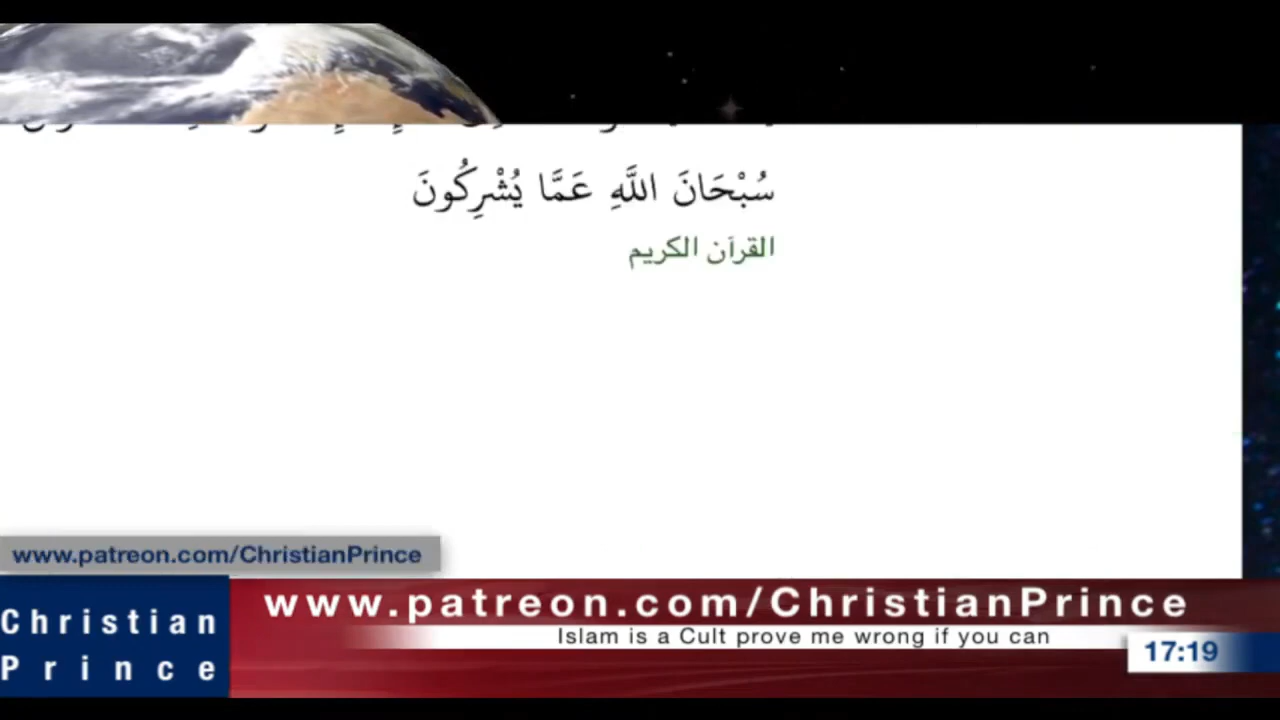 سُبْحَانَ اللَّهِ عَمَّا يُشْرِكُونَ
القرآن الكريم
www.patreon.com/ChristianPrince
Christian
Prince
www.patreon.com/ChristianPrince
Islam is a Cult prove me wrong if you can
17:19